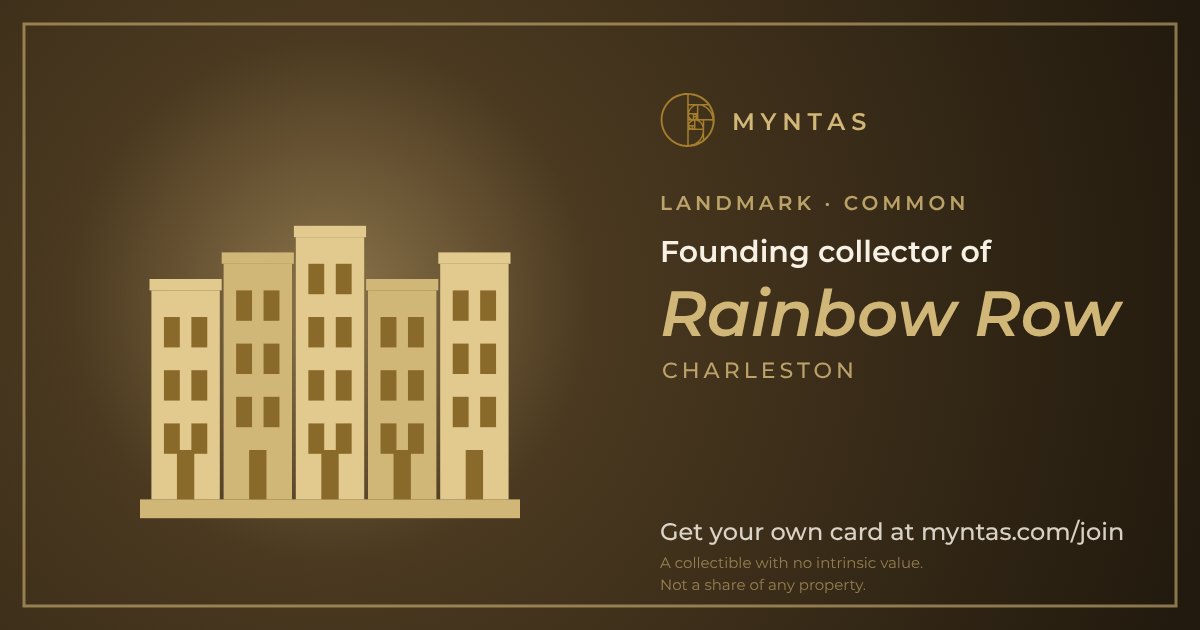 MYNTAS
LANDMARK · COMMON
Founding collector of
Rainbow Row
CHARLESTON
Get your own card at myntas.com/join
A collectible with no intrinsic value.
Not a share of any property.